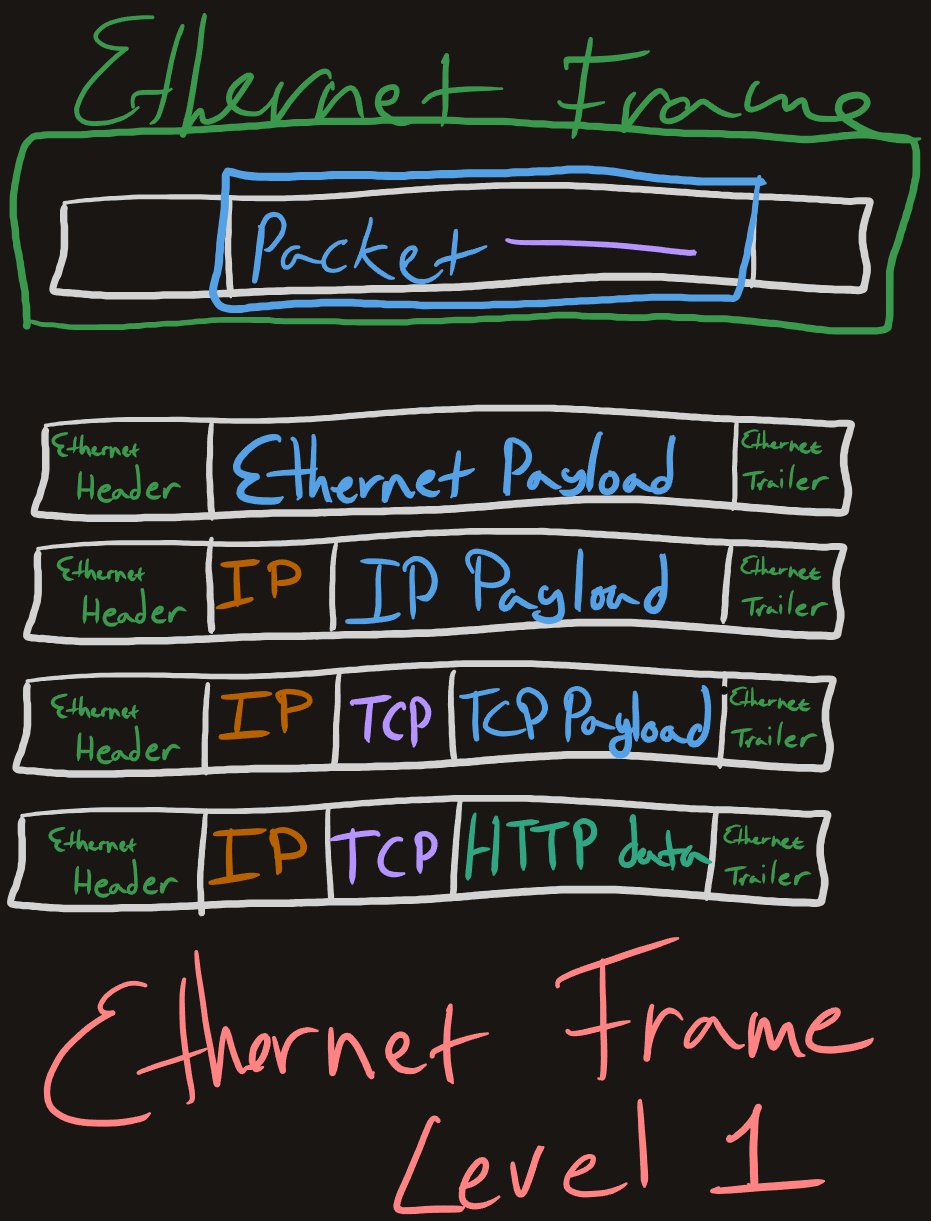 Ethernet Frame
Packet
Ethernet Header Ethernet Payload Ethernet Trailer
Ethernet Header IP IP Payload Ethernet Trailer
Ethernet Header IP TCP TCP Payload Ethernet Trailer
Ethernet Header IP TCP HTTP data Ethernet Trailer
Ethernet Frame
Level 1